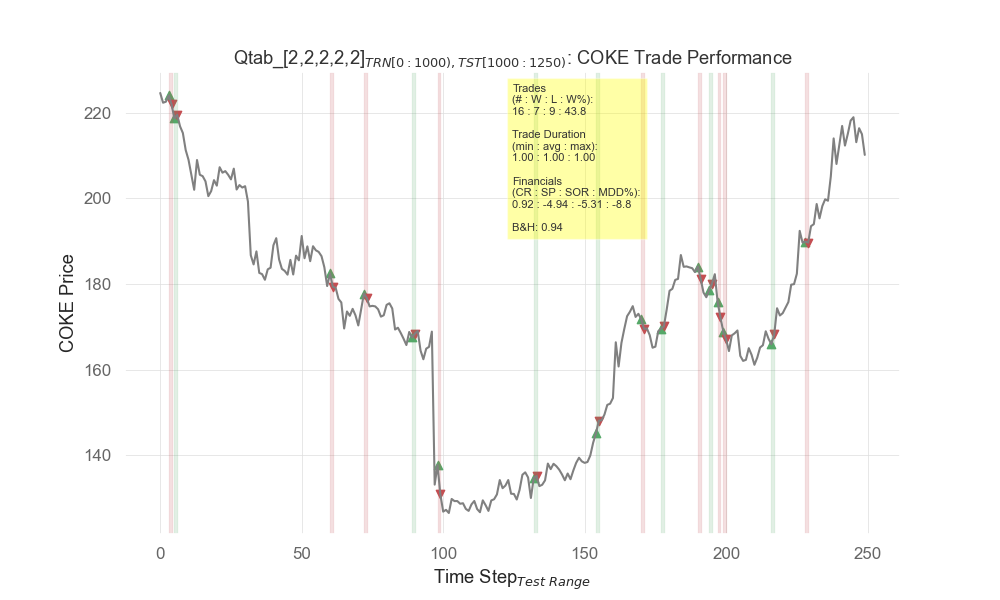 Qtab_[2,2,2,2,2]TRN[0 : 1000), TST[1000 : 1250) : COKE Trade Performance
Trades
(# : W : L : W%):
16 : 7 : 9 : 43.8
Trade Duration
(min : avg : max):
1.00 : 1.00 : 1.00
Financials
(CR : SP : SOR : MDD%):
0.92 : -4.94 : -5.31 : -8.8
B&H: 0.94
COKE Price
220
200
180
160
140
0 50 100 150 200 250
Time Step Test Range